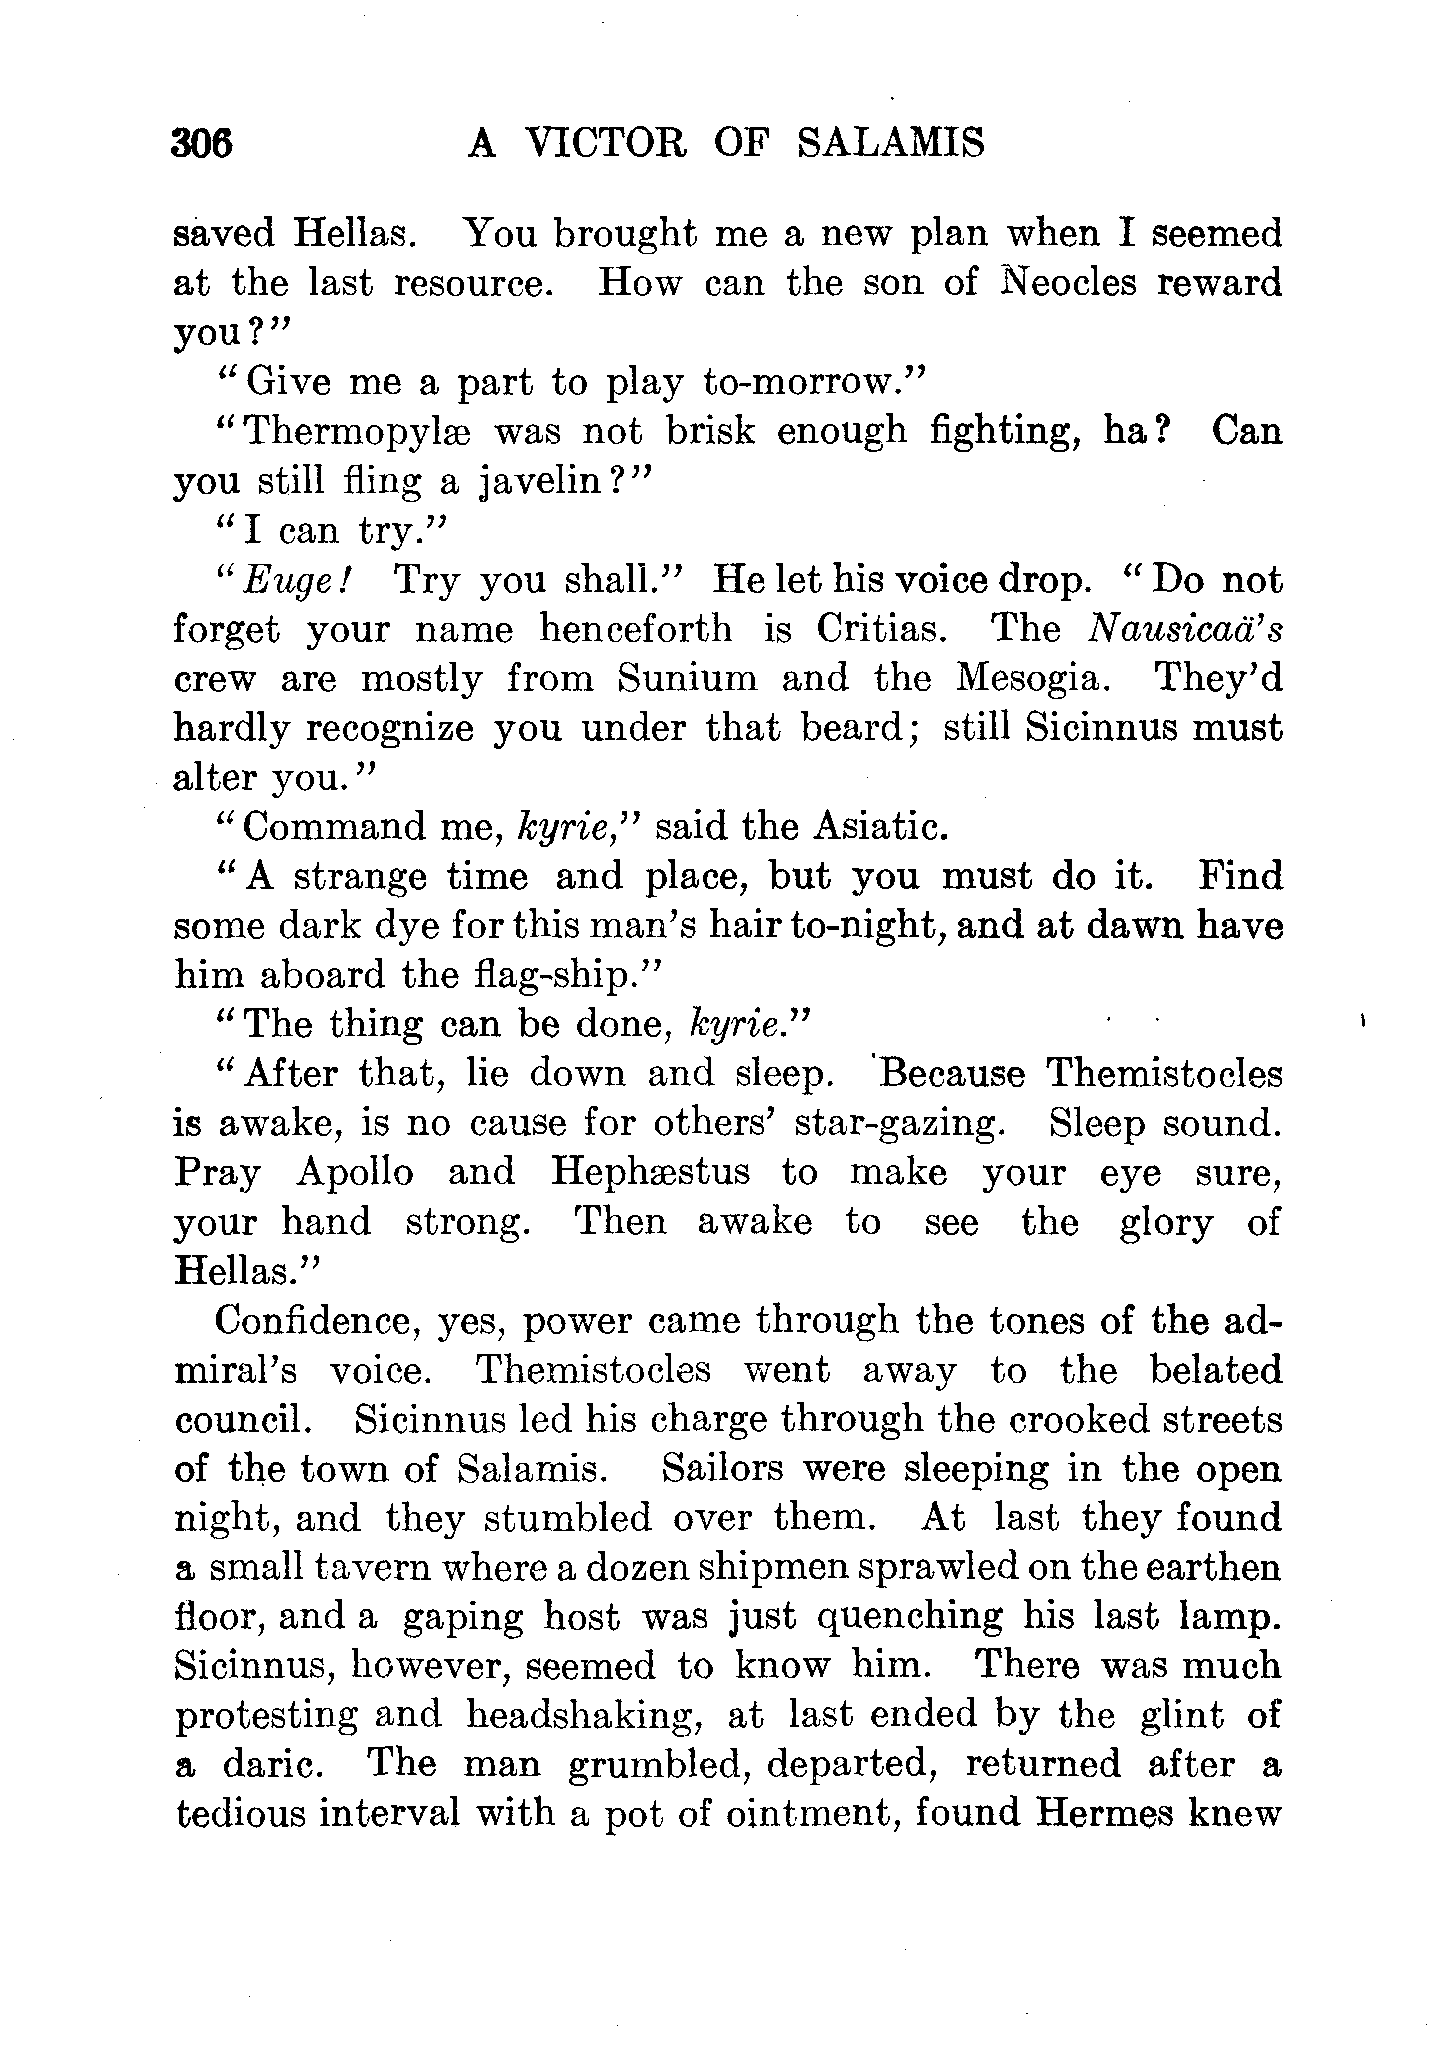 306 A VICTOR OF SALAMIS
saved Hellas. You brought me a new plan when I seemed
at the last resource. How can the son of Neocles reward
you?"
"Give me a part to play to-morrow."
"Thermopylæ was not brisk enough fighting, ha? Can
you still fling a javelin?"
"I can try."
"Euge! Try you shall." He let his voice drop. "Do not
forget your name henceforth is Critias. The Nausicaä's
crew are mostly from Sunium and the Mesogia. They'd
hardly recognize you under that beard; still Sicinnus must
alter you."
"Command me, kyrie," said the Asiatic.
"A strange time and place, but you must do it. Find
some dark dye for this man's hair to-night, and at dawn have
him aboard the flag-ship."
"The thing can be done, kyrie."
"After that, lie down and sleep. Because Themistocles
is awake, is no cause for others' star-gazing. Sleep sound.
Pray Apollo and Hephæstus to make your eye sure,
your hand strong. Then awake to see the glory of
Hellas."
Confidence, yes, power came through the tones of the ad-
miral's voice. Themistocles went away to the belated
council. Sicinnus led his charge through the crooked streets
of the town of Salamis. Sailors were sleeping in the open
night, and they stumbled over them. At last they found
a small tavern where a dozen shipmen sprawled on the earthen
floor, and a gaping host was just quenching his last lamp.
Sicinnus, however, seemed to know him. There was much
protesting and headshaking, at last ended by the glint of
a daric. The man grumbled, departed, returned after a
tedious interval with a pot of ointment, found Hermes knew